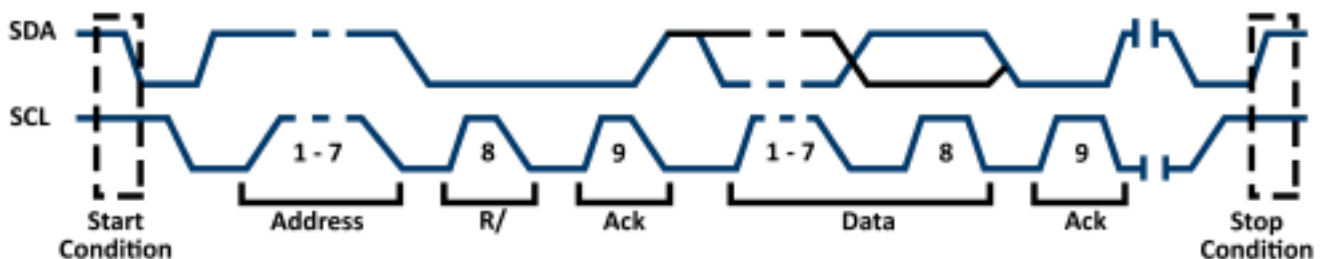 SDA
SCL
1 - 7
8
9
1 - 7
8
9
Start
Condition
Address
R/
Ack
Data
Ack
Stop
Condition